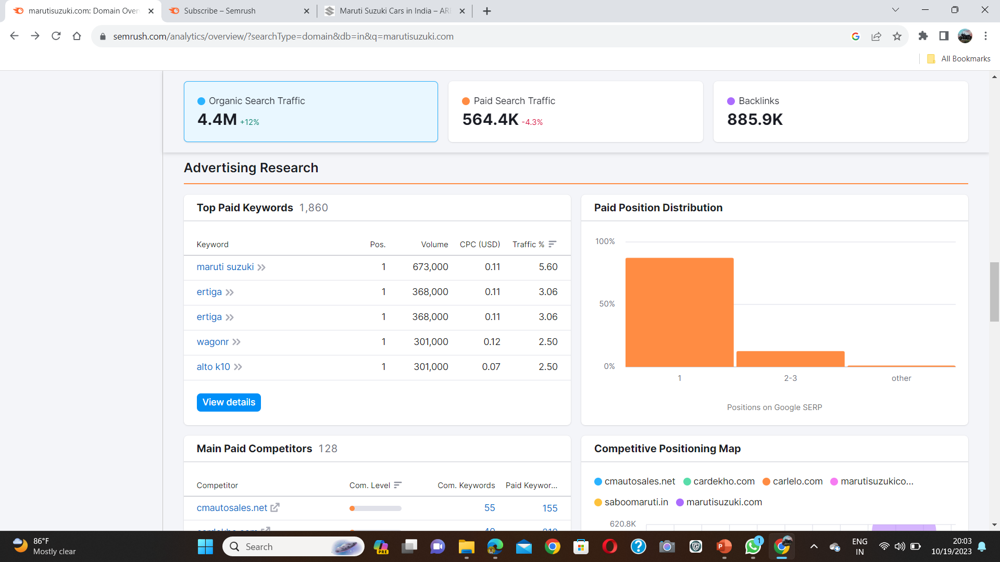 marutisuzuki.com: Domain Over
Subscribe – Semrush
Maruti Suzuki Cars in India – AR
semrush.com/analytics/overview/?searchType=domain&db=in&q=marutisuzuki.com
All Bookmarks
Organic Search Traffic
4.4M +12%
Paid Search Traffic
564.4K -4.3%
Backlinks
885.9K
Advertising Research
Top Paid Keywords 1,860
Keyword Pos. Volume CPC (USD) Traffic %
maruti suzuki 1 673,000 0.11 5.60
ertiga 1 368,000 0.11 3.06
ertiga 1 368,000 0.11 3.06
wagonr 1 301,000 0.12 2.50
alto k10 1 301,000 0.07 2.50
View details
Paid Position Distribution
100%
50%
0%
1 2-3 other
Positions on Google SERP
Main Paid Competitors 128
Competitor Com. Level Com. Keywords Paid Keywor...
cmautosales.net 55 155
Competitive Positioning Map
cmautosales.net cardekho.com carlelo.com marutisuzukico...
saboomaruti.in marutisuzuki.com
620.8K
86°F
Mostly clear
Search
PRE
1
ENG
IN
20:03
10/19/2023